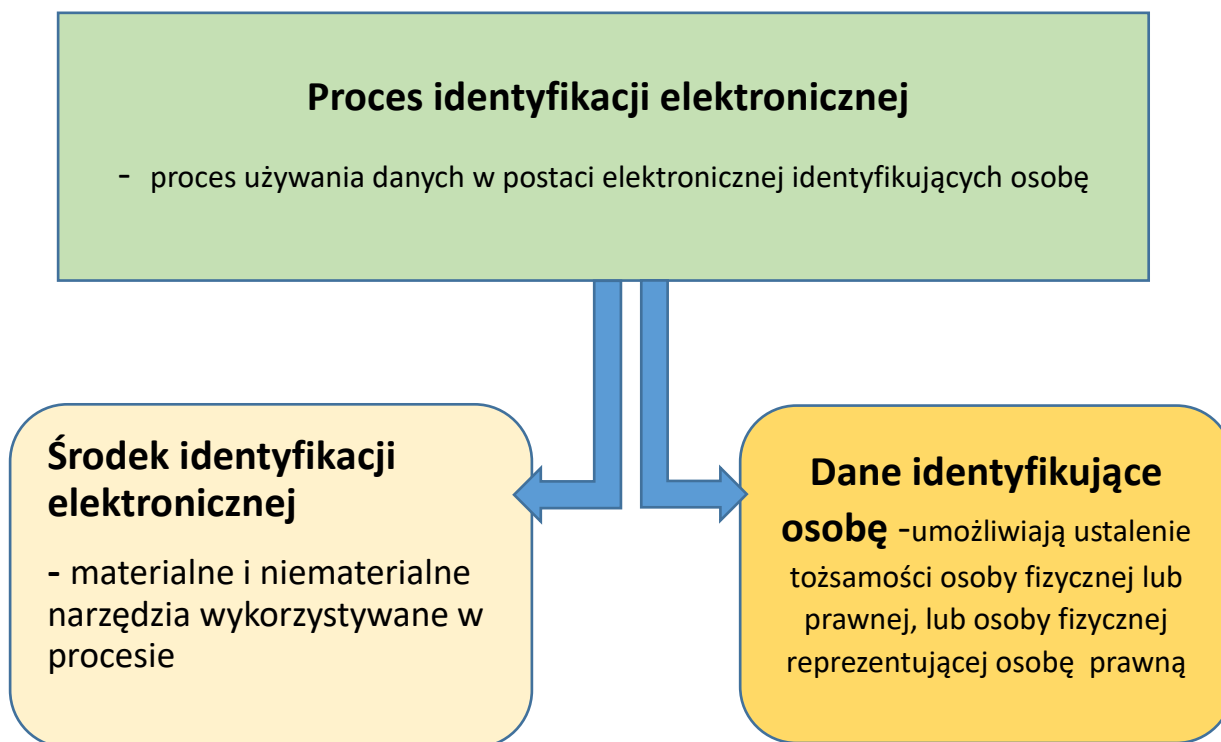 Proces identyfikacji elektronicznej
- proces używania danych w postaci elektronicznej identyfikujących osobę
Środek identyfikacji
elektronicznej
- materialne i niematerialne
narzędzia wykorzystywane w
procesie
Dane identyfikujące
osobę -umożliwiają ustalenie
tożsamości osoby fizycznej lub
prawnej, lub osoby fizycznej
reprezentującej osobę prawną